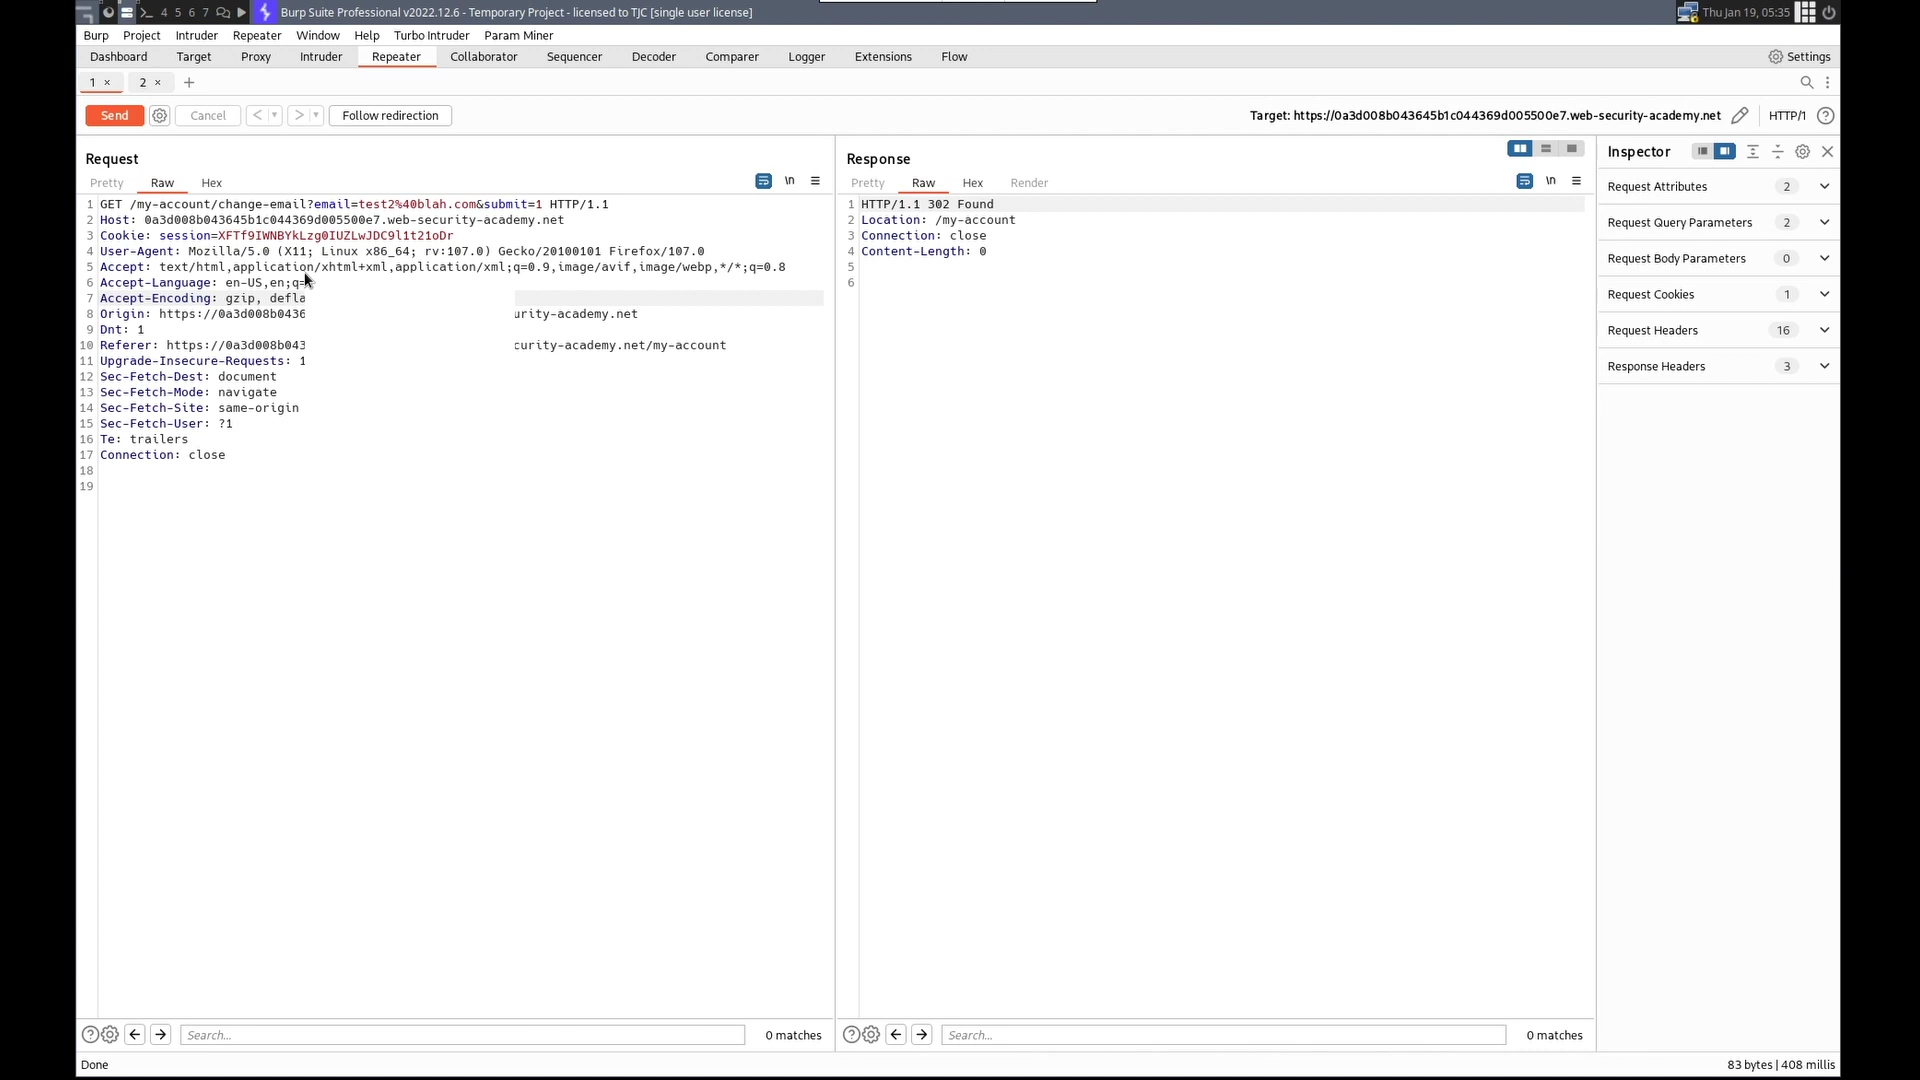 4 5 6 7 Burp Suite Professional v2022.12.6 - Temporary Project - licensed to TJC [single user license] Thu Jan 19, 05:35
Burp Project Intruder Repeater Window Help Turbo Intruder Param Miner
Dashboard Target Proxy Intruder Repeater Collaborator Sequencer Decoder Comparer Logger Extensions Flow Settings
1 × 2 × +
Send Cancel < > Follow redirection Target: https://0a3d008b043645b1c044369d005500e7.web-security-academy.net HTTP/1 ?
Request
Pretty Raw Hex \n
1 GET /my-account/change-email?email=test2%40blah.com&submit=1 HTTP/1.1
2 Host: 0a3d008b043645b1c044369d005500e7.web-security-academy.net
3 Cookie: session=XFTf9IWNBYkLzg0IUZLwJDC9l1t21oDr
4 User-Agent: Mozilla/5.0 (X11; Linux x86_64; rv:107.0) Gecko/20100101 Firefox/107.0
5 Accept: text/html,application/xhtml+xml,application/xml;q=0.9,image/avif,image/webp,*/*;q=0.8
6 Accept-Language: en-US,en;q=
7 Accept-Encoding: gzip, defla
8 Origin: https://0a3d008b0436 urity-academy.net
9 Dnt: 1
10 Referer: https://0a3d008b043 curity-academy.net/my-account
11 Upgrade-Insecure-Requests: 1
12 Sec-Fetch-Dest: document
13 Sec-Fetch-Mode: navigate
14 Sec-Fetch-Site: same-origin
15 Sec-Fetch-User: ?1
16 Te: trailers
17 Connection: close
18
19
Search... 0 matches
Response
Pretty Raw Hex Render \n
1 HTTP/1.1 302 Found
2 Location: /my-account
3 Connection: close
4 Content-Length: 0
5
6
Search... 0 matches
Inspector
Request Attributes 2
Request Query Parameters 2
Request Body Parameters 0
Request Cookies 1
Request Headers 16
Response Headers 3
Done 83 bytes | 408 millis